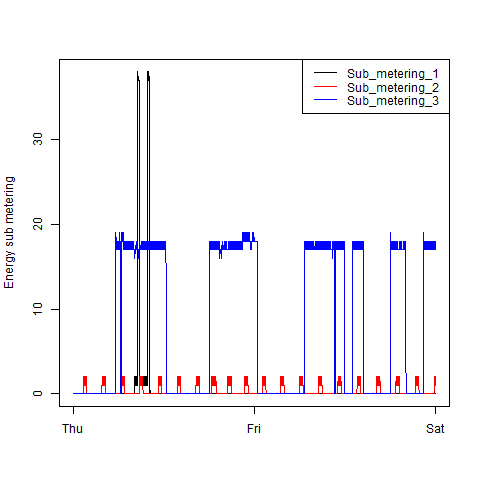 Sub_metering_1
Sub_metering_2
Sub_metering_3
Energy sub metering
30
20
10
0
Thu
Fri
Sat